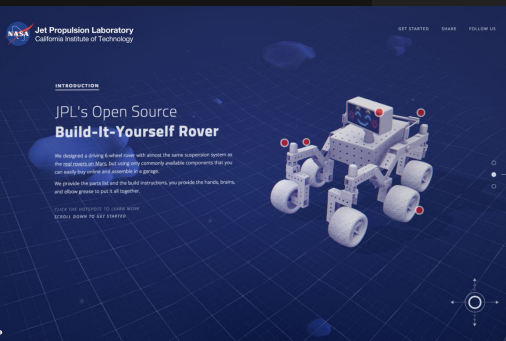 NASA
Jet Propulsion Laboratory
California Institute of Technology
GET STARTED SHARE FOLLOW US
INTRODUCTION
JPL's Open Source
Build-It-Yourself Rover
We designed a driving 6-wheel rover with almost the same suspension system as
the real rovers on Mars, but using only commonly available components that you
can easily buy online and assemble in a garage.
We provide the parts list and the build instructions, you provide the hands, brains,
and elbow grease to put it all together.
CLICK THE HOTSPOTS TO LEARN MORE
SCROLL DOWN TO GET STARTED